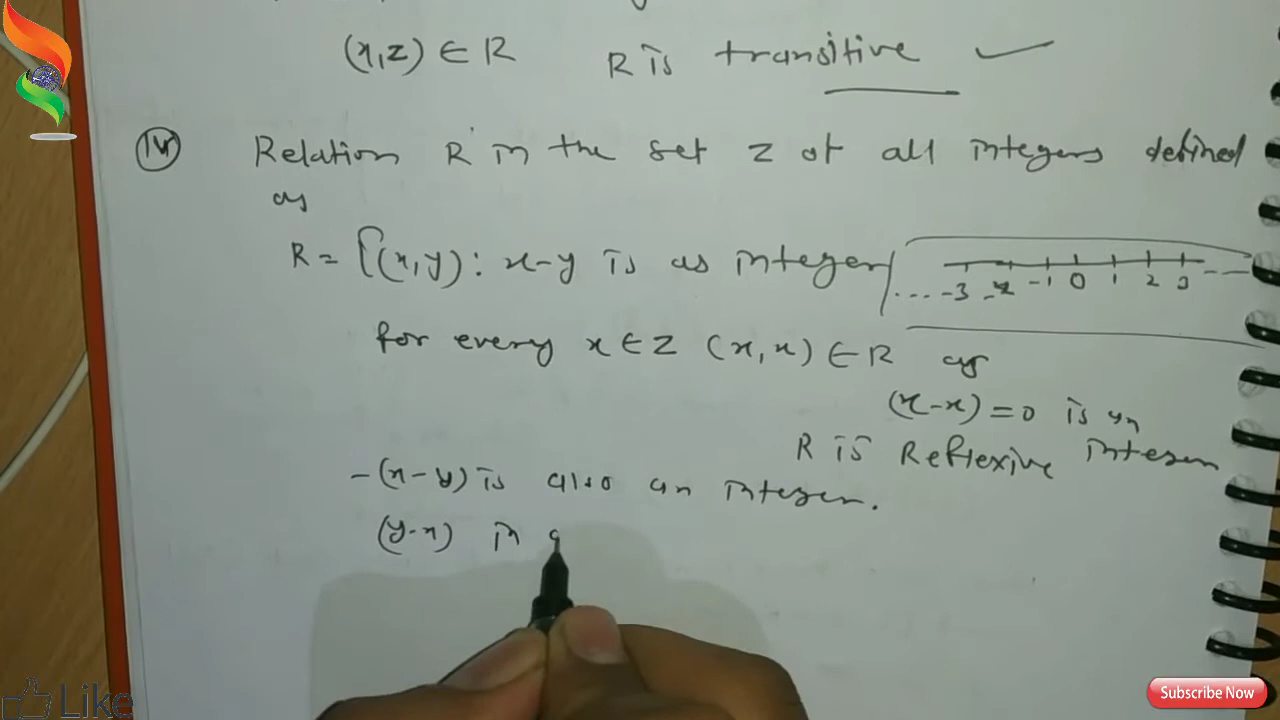 (x,z) ∈ R R is transitive ✓
(iv) Relation R in the set Z of all integers defined
as
R = {(x,y): x-y is as integer}
....-3 -2 -1 0 1 2 3 ---
for every x ∈ Z (x,x) ∈ R as
(x-x)=0 is an
integer
R is Reflexive
-(x-y) is also an integer.
(y-x) in
Like
Subscribe Now